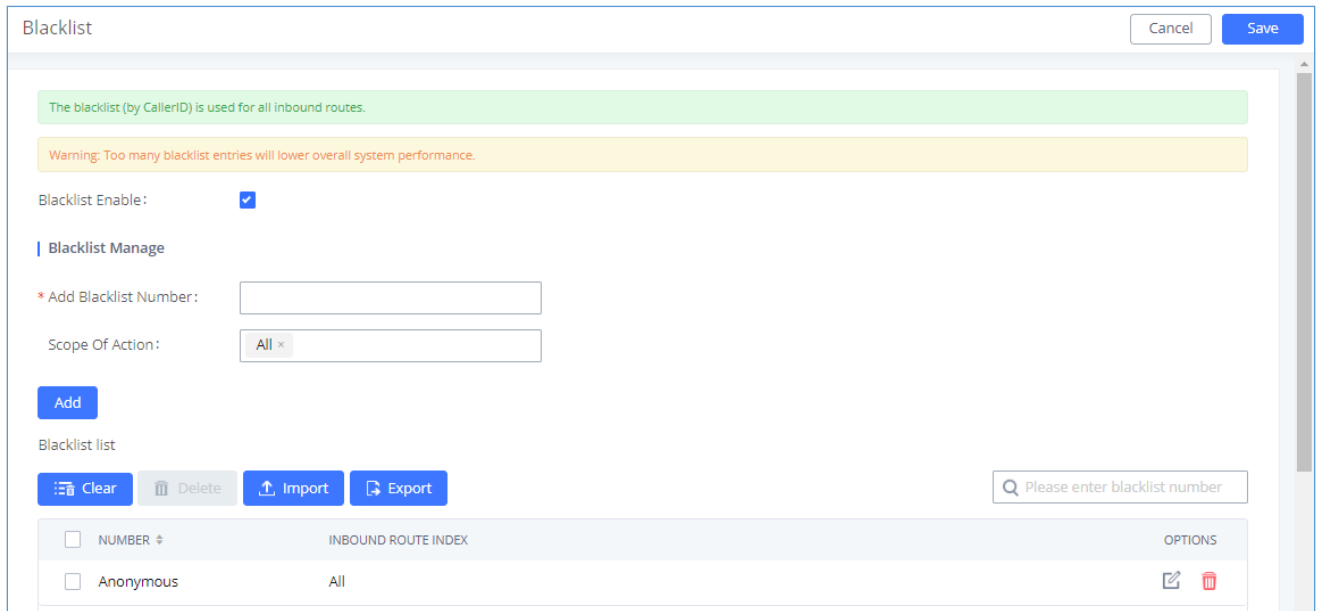 Blacklist
Cancel
Save
The blacklist (by CallerID) is used for all inbound routes.
Warning: Too many blacklist entries will lower overall system performance.
Blacklist Enable:
Blacklist Manage
* Add Blacklist Number:
Scope Of Action:
All ×
Add
Blacklist list
Clear
Delete
Import
Export
Please enter blacklist number
NUMBER
INBOUND ROUTE INDEX
OPTIONS
Anonymous
All